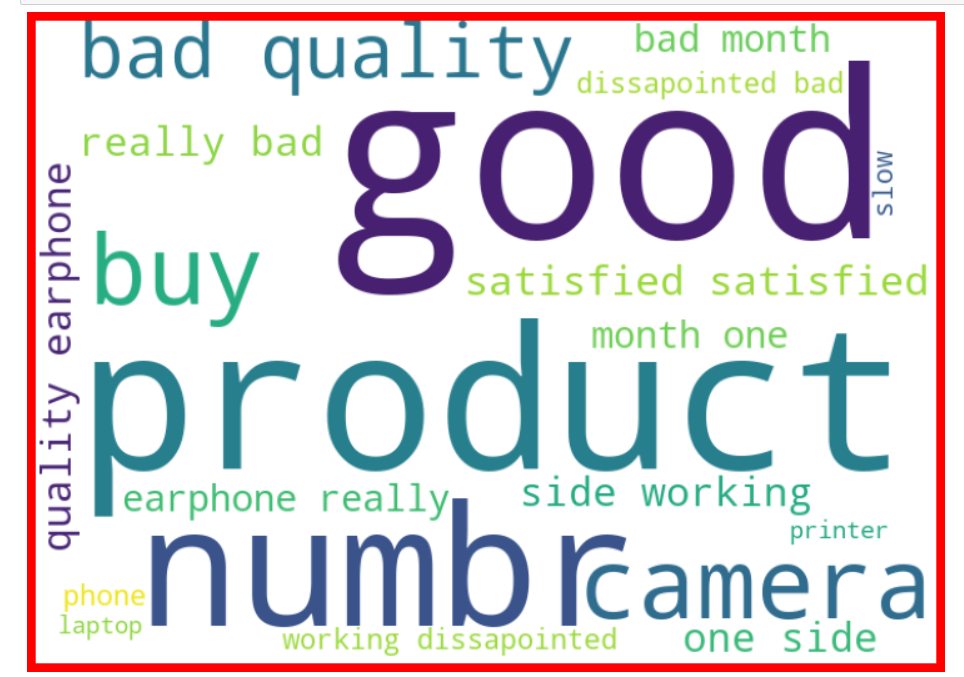 bad quality
bad month
dissapointed bad
really bad
good
slow
quality earphone
buy
satisfied satisfied
month one
product
earphone really
side working
numbr
printer
camera
phone
laptop
working dissapointed
one side